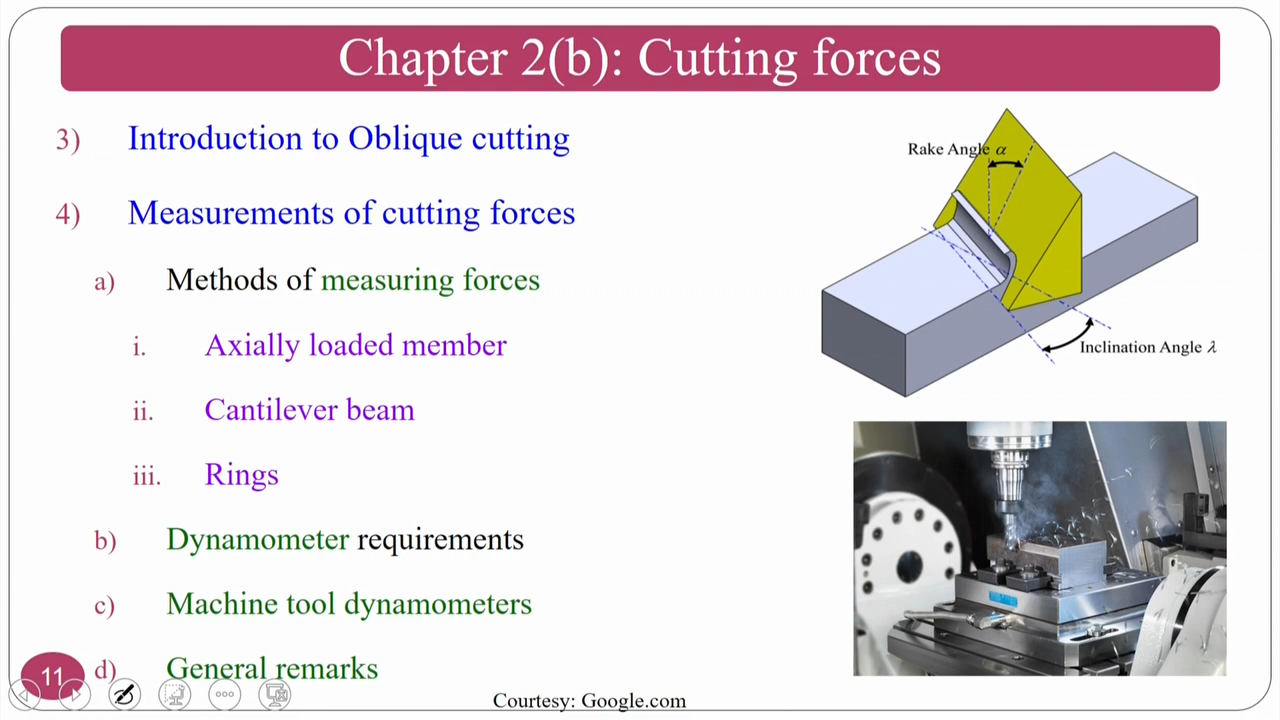 Chapter 2(b): Cutting forces
3) Introduction to Oblique cutting
4) Measurements of cutting forces
a) Methods of measuring forces
i. Axially loaded member
ii. Cantilever beam
iii. Rings
b) Dynamometer requirements
c) Machine tool dynamometers
d) General remarks
Rake Angle α
Inclination Angle λ
11
Courtesy: Google.com